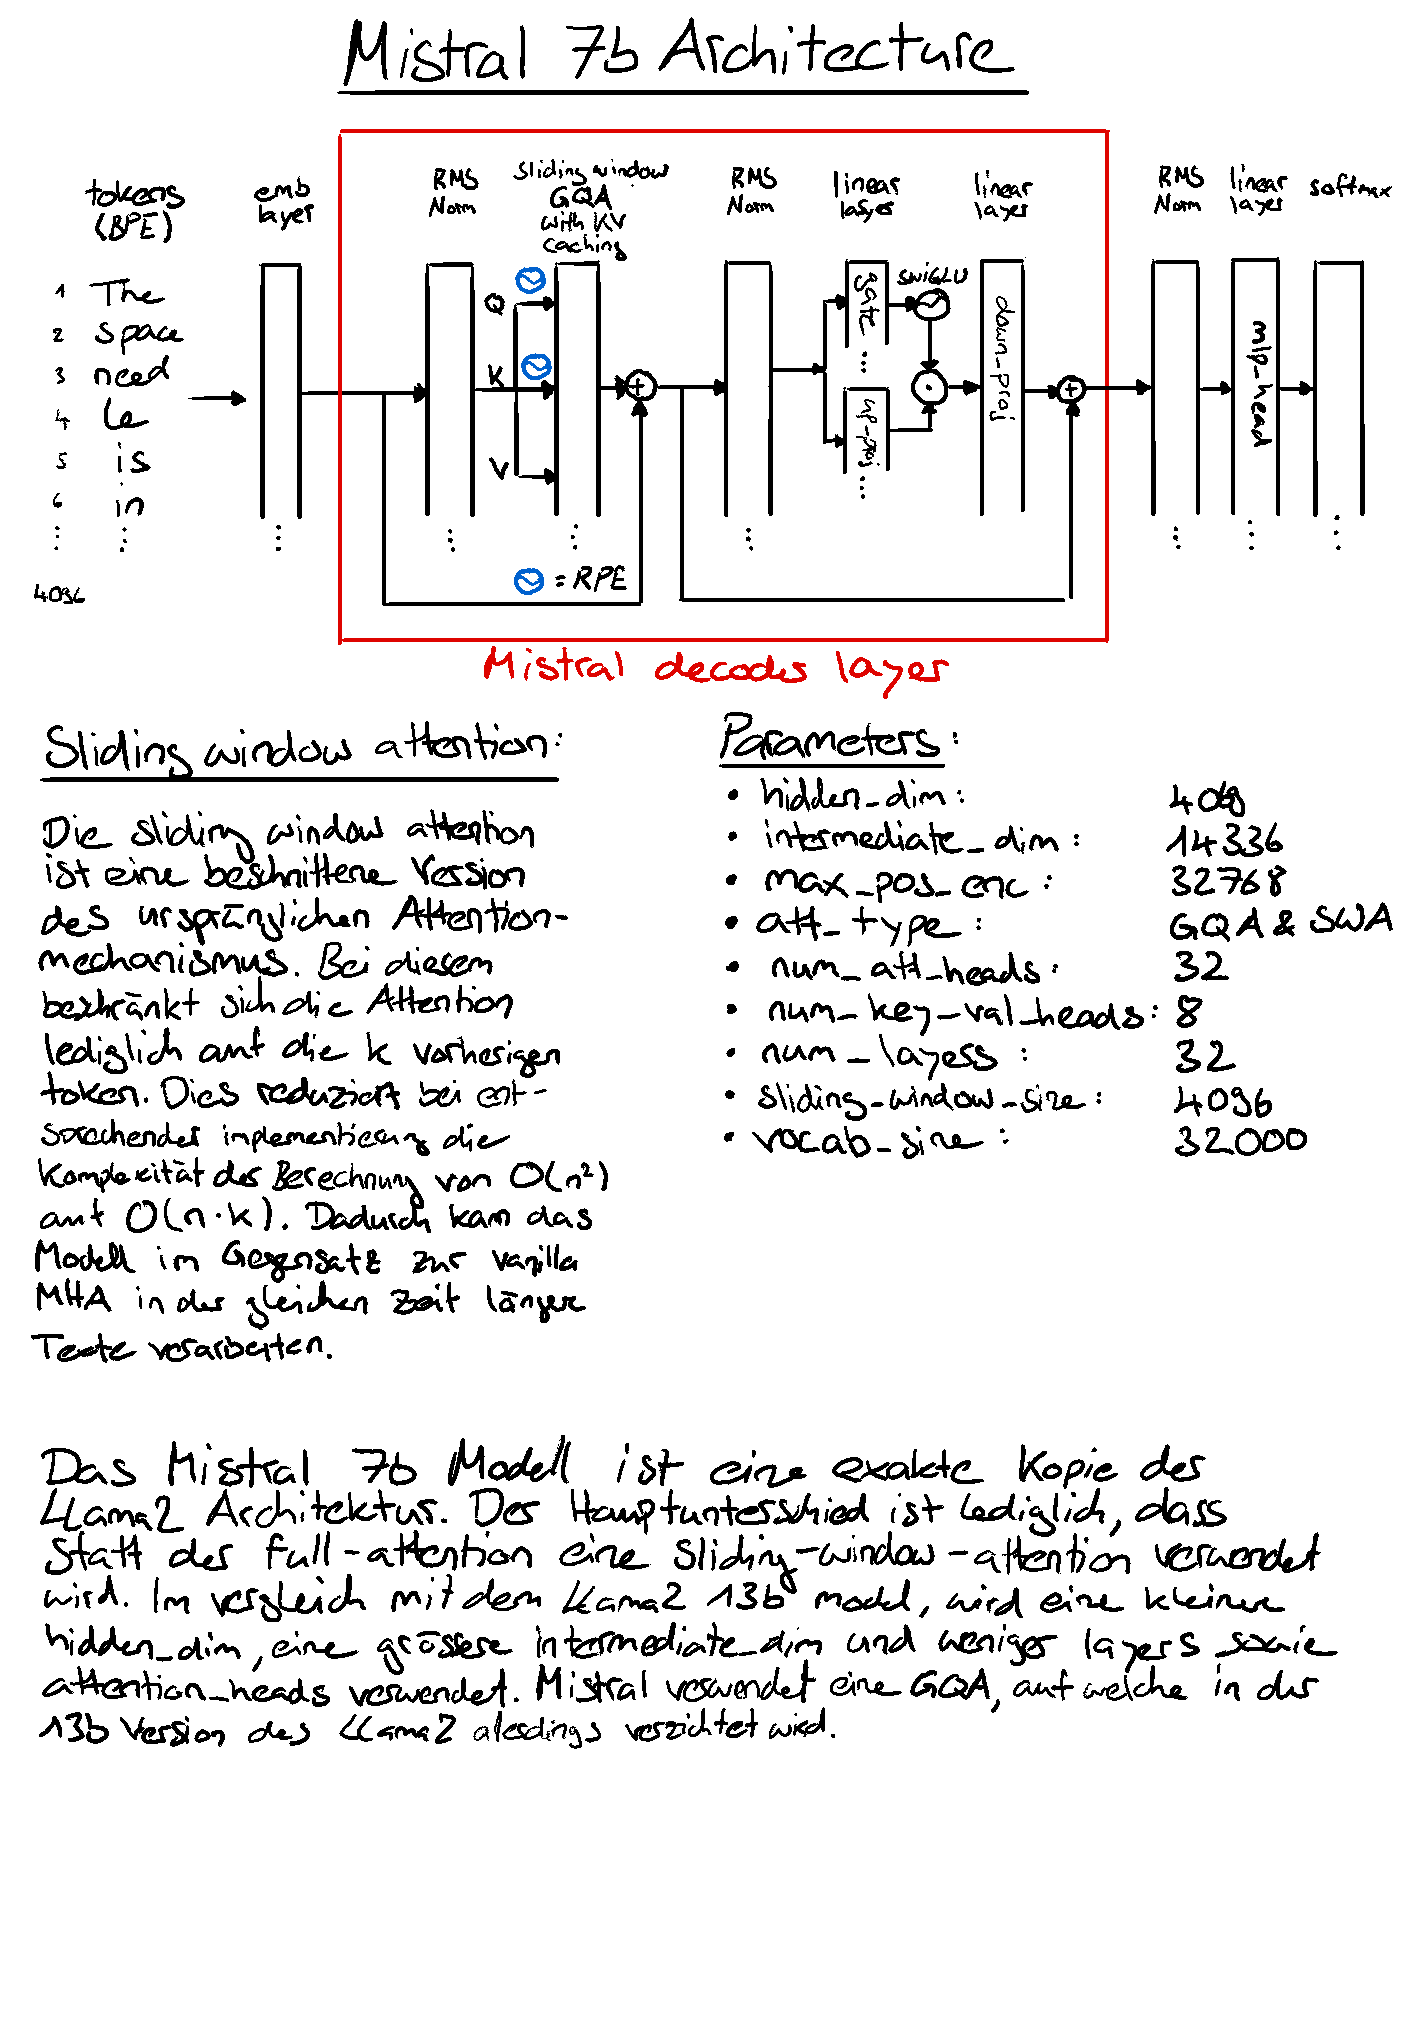 Mistral 7b Architecture
tokens
(BPE)
emb
layer
RMS
Norm
Sliding window
GQA
with KV
caching
RMS
Norm
linear
layer
linear
layer
RMS
Norm
linear
layer
softmax
1 The
2 space
3 need
4 le
5 is
6 in
4096
Q
K
V
gate
SwiGLU
up-proj
down_proj
mlp_head
= RPE
Mistral decoder layer
Sliding window attention:
Die sliding window attention
ist eine beschnittene Version
des ursprünglichen Attention-
mechanismus. Bei diesem
beschränkt sich die Attention
lediglich auf die k vorherigen
token. Dies reduziert bei ent-
sprechender implementierung die
Komplexität der Berechnung von O(n²)
auf O(n·k). Dadurch kann das
Modell im Gegensatz zur vanilla
MHA in der gleichen Zeit längere
Texte verarbeiten.
Parameters:
• hidden_dim:
• intermediate_dim: 14336
• max_pos_enc: 32768
• att_type: GQA & SWA
• num_att_heads: 32
• num_key_val_heads: 8
• num_layers: 32
• sliding_window_size: 4096
• vocab_size: 32000
Das Mistral 7b Modell ist eine exakte Kopie der
LLama2 Architektur. Der Hauptunterschied ist lediglich, dass
statt der full-attention eine sliding-window-attention verwendet
wird. Im vergleich mit dem LLama2 13b model, wird eine kleinere
hidden_dim, eine grössere intermediate_dim und weniger layers sowie
attention_heads verwendet. Mistral verwendet eine GQA, auf welche in der
13b Version des LLama2 alerdings verzichtet wird.